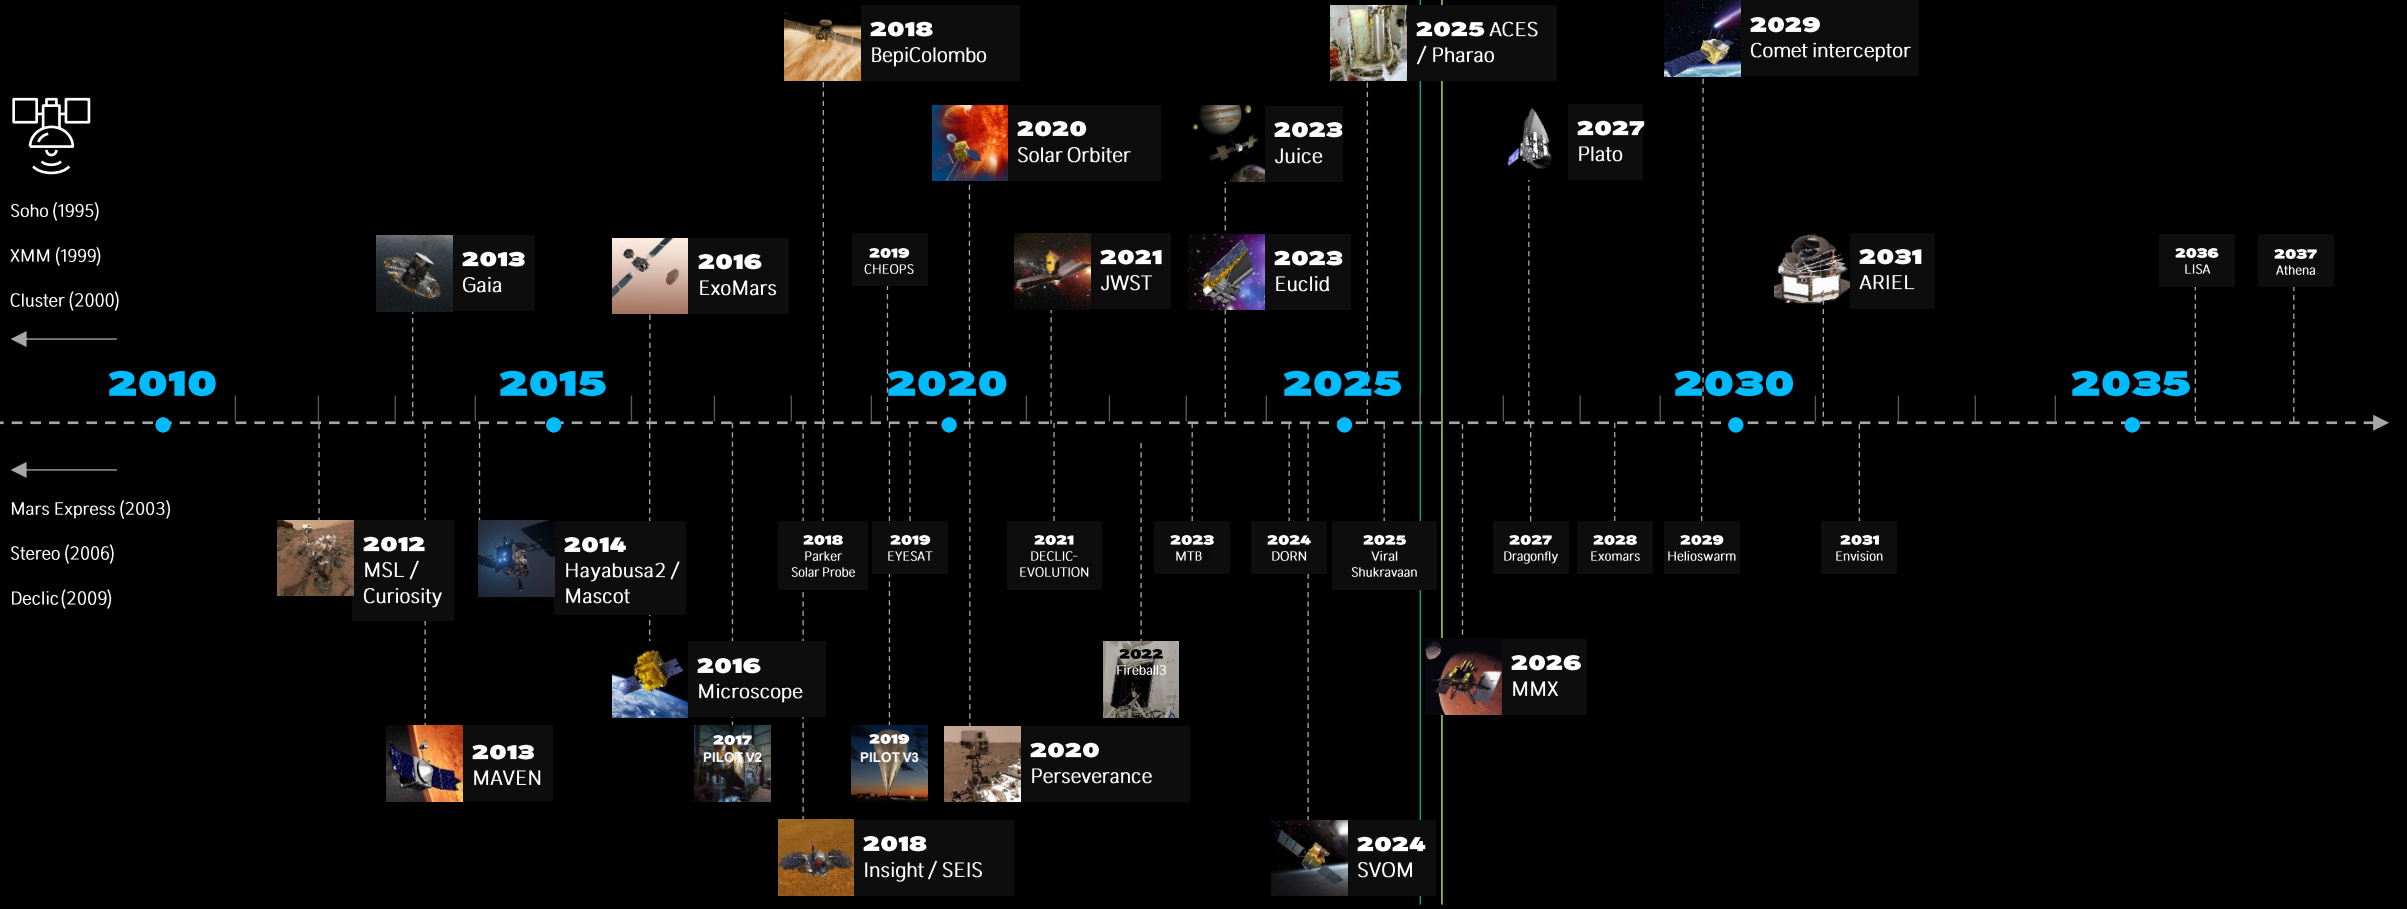 2018
BepiColombo
2025 ACES
/ Pharao
2029
Comet interceptor
2020
Solar Orbiter
2023
Juice
2027
Plato
Soho (1995)
XMM (1999)
Cluster (2000)
2013
Gaia
2016
ExoMars
2019
CHEOPS
2021
JWST
2023
Euclid
2031
ARIEL
2036
LISA
2037
Athena
2010
2015
2020
2025
2030
2035
Mars Express (2003)
Stereo (2006)
Declic (2009)
2012
MSL /
Curiosity
2014
Hayabusa2 /
Mascot
2018
Parker
Solar Probe
2019
EYESAT
2021
DECLIC-
EVOLUTION
2023
MTB
2024
DORN
2025
Viral
Shukravaan
2027
Dragonfly
2028
Exomars
2029
Helioswarm
2031
Envision
2016
Microscope
2022
Fireball3
2026
MMX
2013
MAVEN
2017
PILOT V2
2019
PILOT V3
2020
Perseverance
2018
Insight / SEIS
2024
SVOM